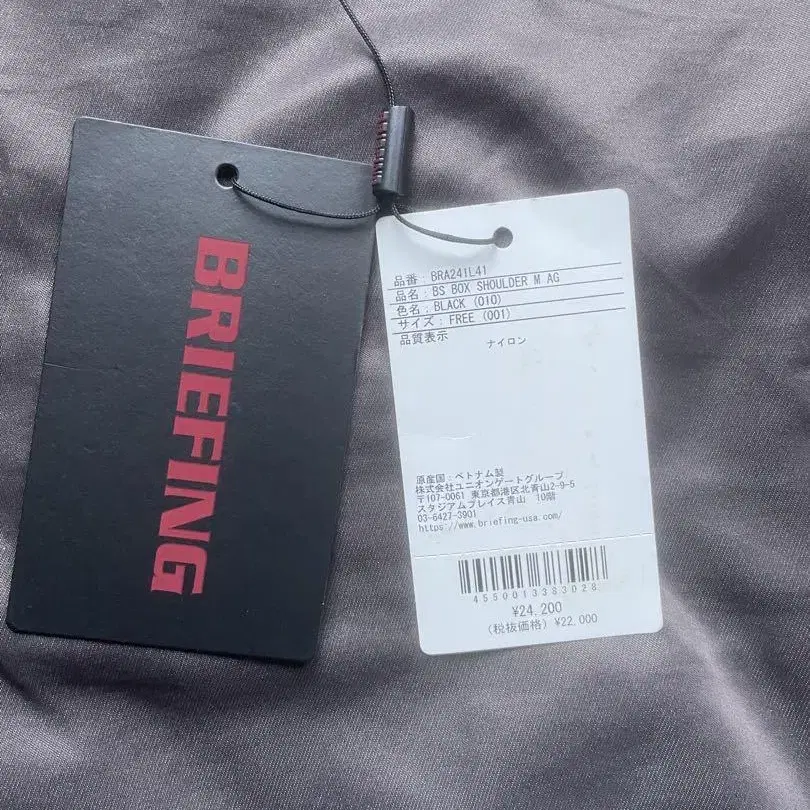 BRIEFING
品番：BRA241L41
品名：BS BOX SHOULDER M AG
色名：BLACK (010)
サイズ：FREE (001)
品質表示
ナイロン
原産国：ベトナム製
株式会社ユニオンゲートグループ
〒107-0061 東京都港区北青山2-9-5
スタジアムプレイス青山 10階
03-6427-3901
https://www.briefing-usa.com/
4550013383028
¥24,200
(税抜価格) ¥22,000